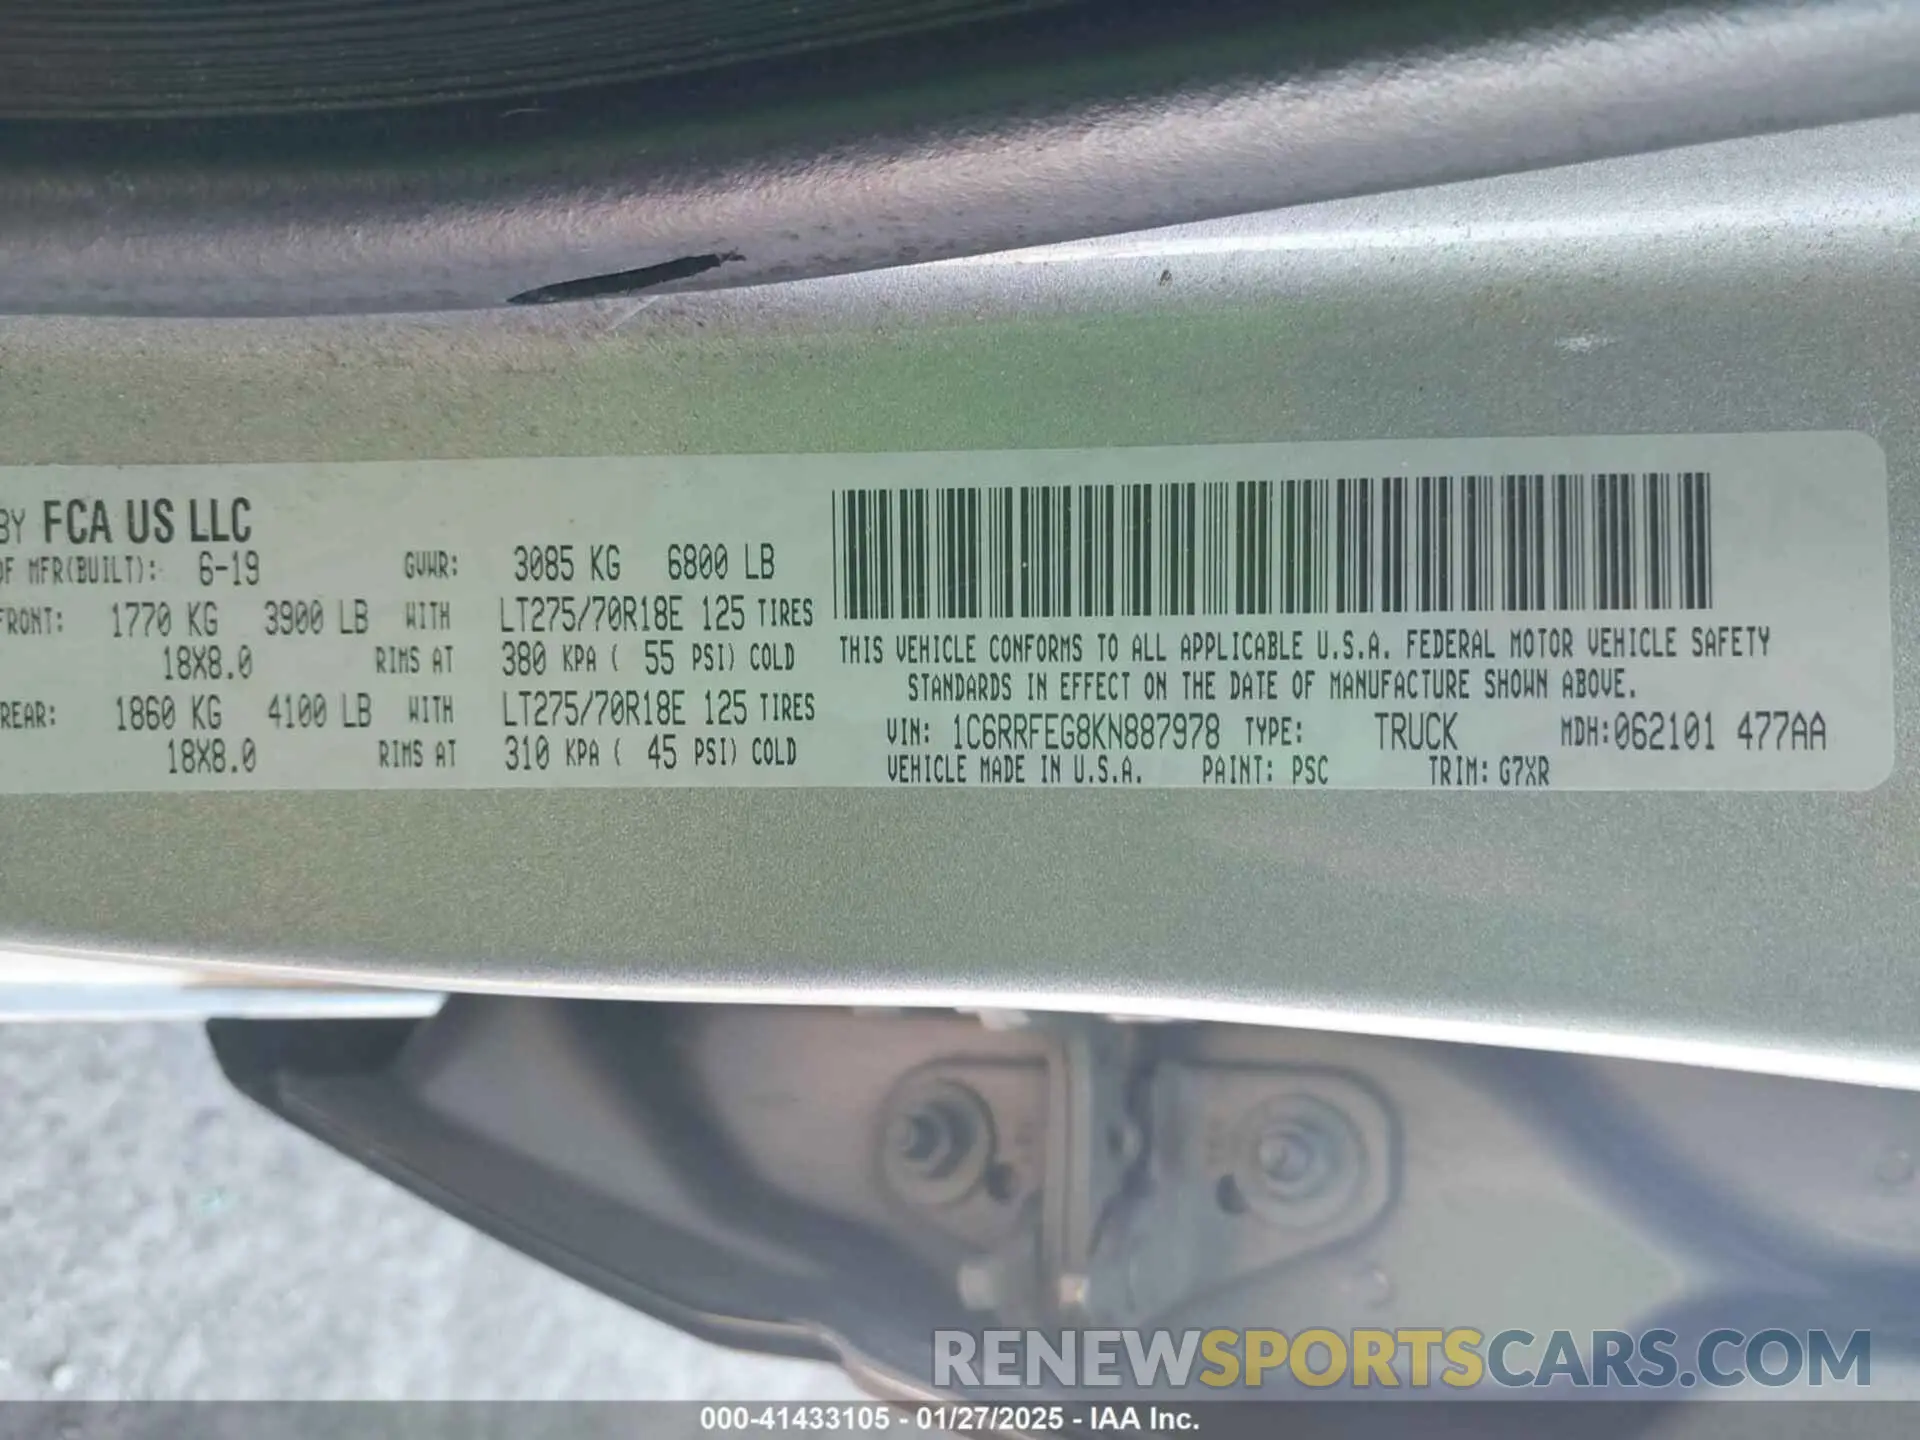 BY FCA US LLC
OF MFR(BUILT): 6-19 GVWR: 3085 KG 6800 LB
FRONT: 1770 KG 3900 LB WITH LT275/70R18E 125 TIRES
18X8.0 RIMS AT 380 KPA ( 55 PSI) COLD
REAR: 1860 KG 4100 LB WITH LT275/70R18E 125 TIRES
18X8.0 RIMS AT 310 KPA ( 45 PSI) COLD
THIS VEHICLE CONFORMS TO ALL APPLICABLE U.S.A. FEDERAL MOTOR VEHICLE SAFETY
STANDARDS IN EFFECT ON THE DATE OF MANUFACTURE SHOWN ABOVE.
VIN: 1C6RRFEG8KN887978 TYPE: TRUCK MDH:062101 477AA
VEHICLE MADE IN U.S.A. PAINT: PSC TRIM: G7XR
RENEWSPORTSCARS.COM
000-41433105 - 01/27/2025 - IAA Inc.